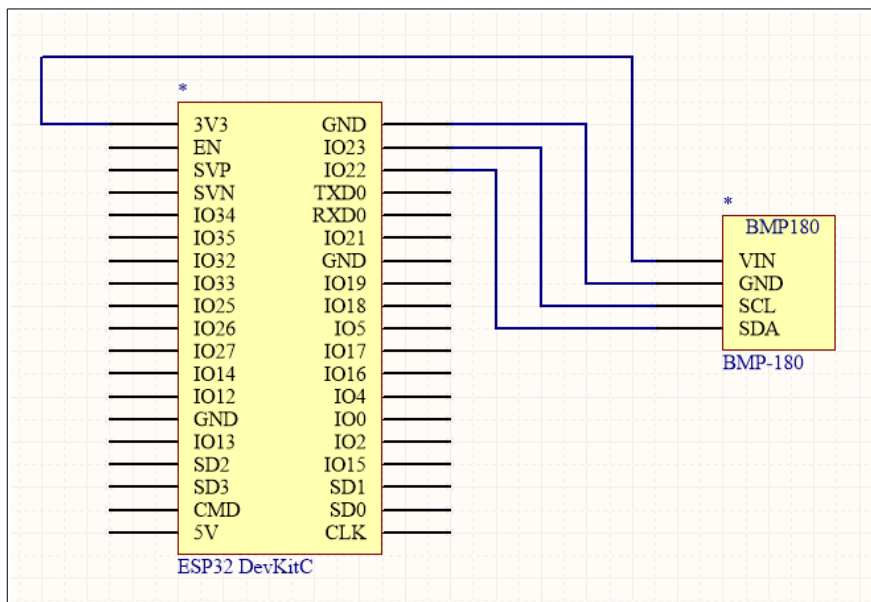 *
3V3 GND
EN IO23
SVP IO22
SVN TXD0
IO34 RXD0
IO35 IO21
IO32 GND
IO33 IO19
IO25 IO18
IO26 IO5
IO27 IO17
IO14 IO16
IO12 IO4
GND IO0
IO13 IO2
SD2 IO15
SD3 SD1
CMD SD0
5V CLK
ESP32 DevKitC
*
BMP180
VIN
GND
SCL
SDA
BMP-180